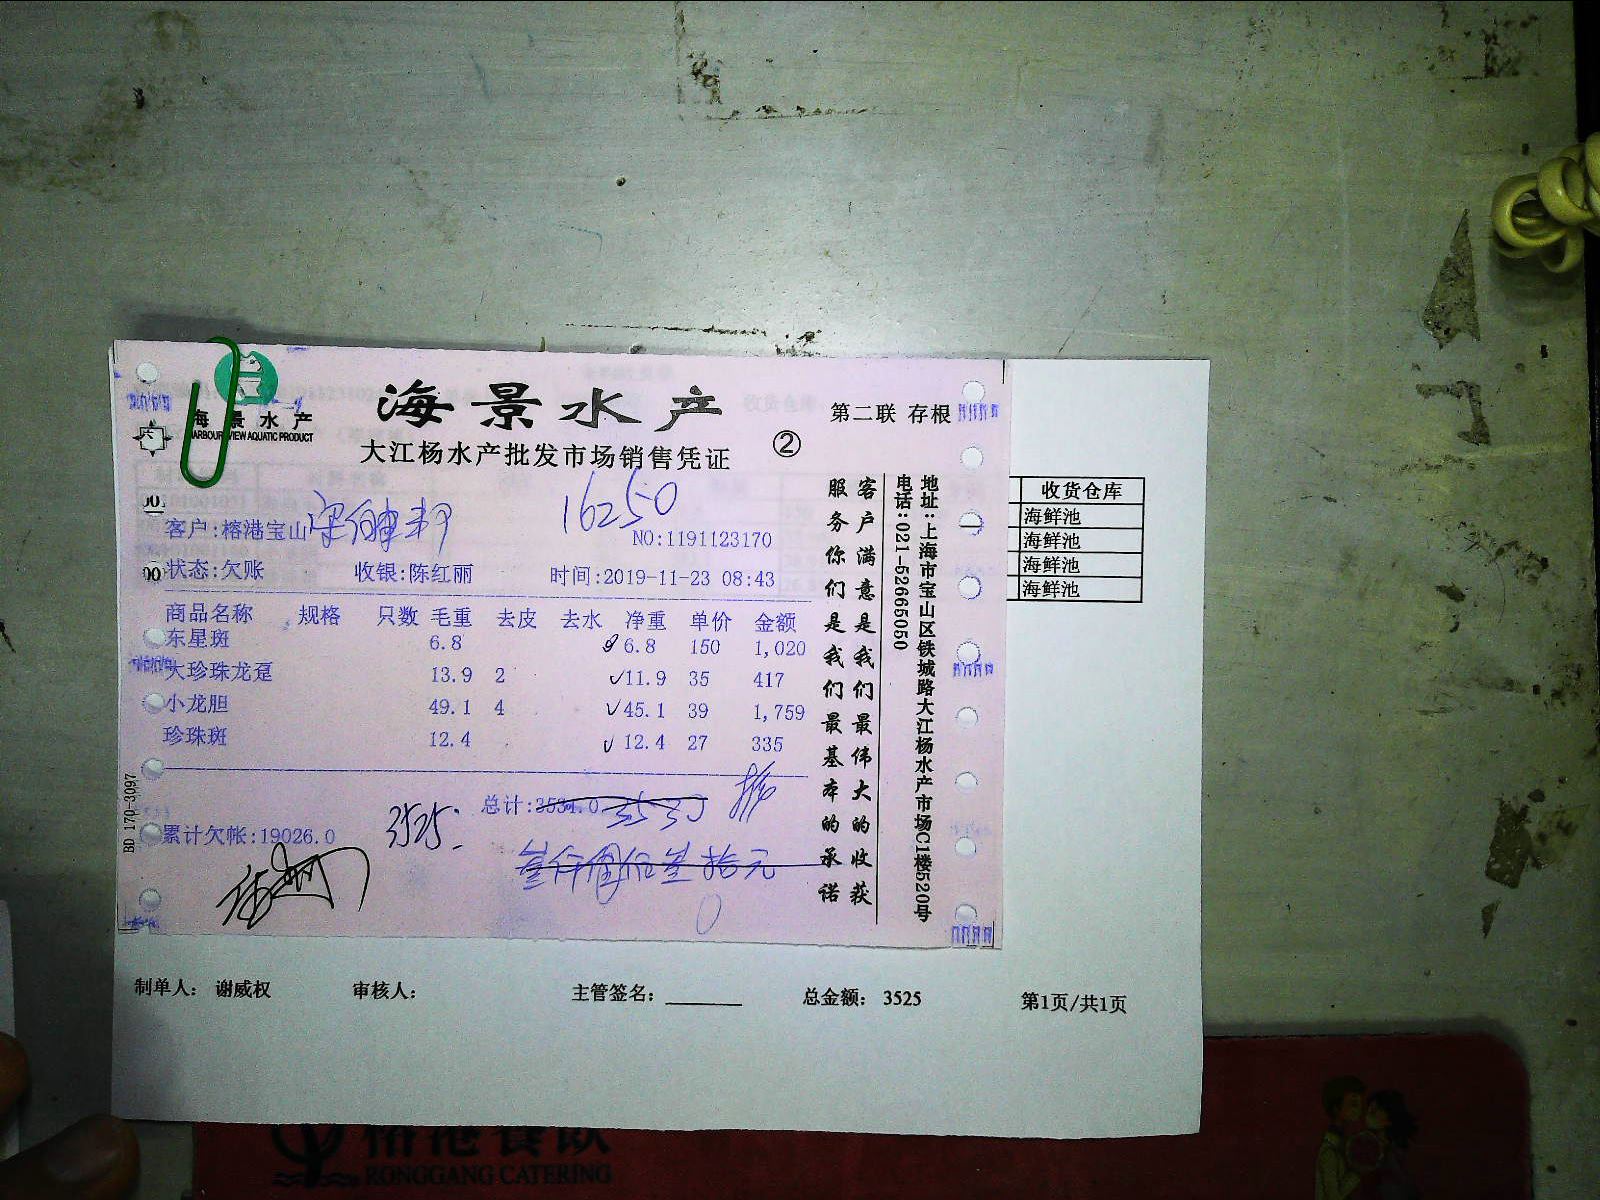 海景水产
HARBOUR VIEW AQUATIC PRODUCT
海景水产
大江杨水产批发市场销售凭证
②
第二联 存根
16250
客户:榕港宝山
NO:1191123170
状态:欠账 收银:陈红丽 时间:2019-11-23 08:43
商品名称 规格 只数 毛重 去皮 去水 净重 单价 金额
东星斑 6.8 6.8 150 1,020
大珍珠龙趸 13.9 2 11.9 35 417
小龙胆 49.1 4 45.1 39 1,759
珍珠斑 12.4 12.4 27 335
总计:3531.0
3525
累计欠帐:19026.0
BD 170-3097
客户满意是我们最伟大的收获
服务你们是我们最基本的承诺
地址:上海市宝山区铁城路大江杨水产市场C1楼520号
电话:021-52665050
收货仓库
海鲜池
海鲜池
海鲜池
海鲜池
制单人: 谢威权 审核人: 主管签名: 总金额: 3525 第1页/共1页
榕港餐饮
RONGGANG CATERING